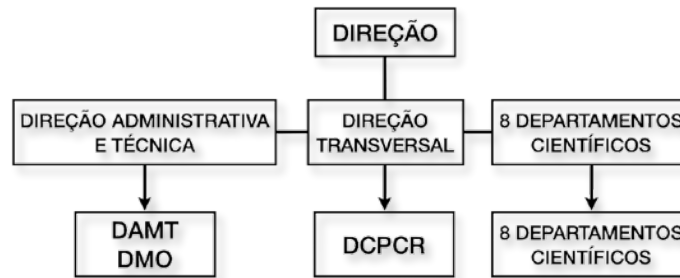 DIREÇÃO
DIREÇÃO ADMINISTRATIVA
E TÉCNICA
DIREÇÃO
TRANSVERSAL
8 DEPARTAMENTOS
CIENTÍFICOS
DAMT
DMO
DCPCR
8 DEPARTAMENTOS
CIENTÍFICOS